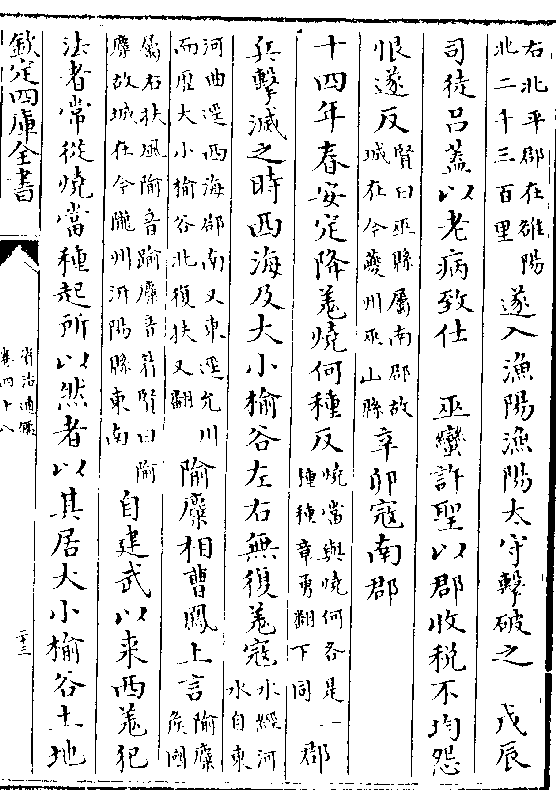 右北平郡在雒陽
北二千三百里
遂入漁陽漁陽太守擊破之　戊辰
司徒呂蓋以老病致仕　巫蠻許聖以郡收稅不均怨
恨遂反
賢曰巫縣屬南郡故
城在今夔州巫山縣
辛卯寇南郡
十四年春安定降羌燒何種反
燒當與燒何各是一
種種章勇翻下同
郡
兵擊滅之時西海及大小榆谷左右無復羌寇
水經河
水自東
河曲逕西海郡南又東逕允川
而歴大小榆谷北復扶又翻
隃麋相曹鳳上言
隃麋
侯國
屬右扶風隃音踰麋音眉賢曰隃
麋故城在今隴州汧陽縣東南
自建武以來西羌犯
法者常從燒當種起所以然者以其居大小榆谷土地
欽定四庫全書
資治通鑑
卷四十八
二十三